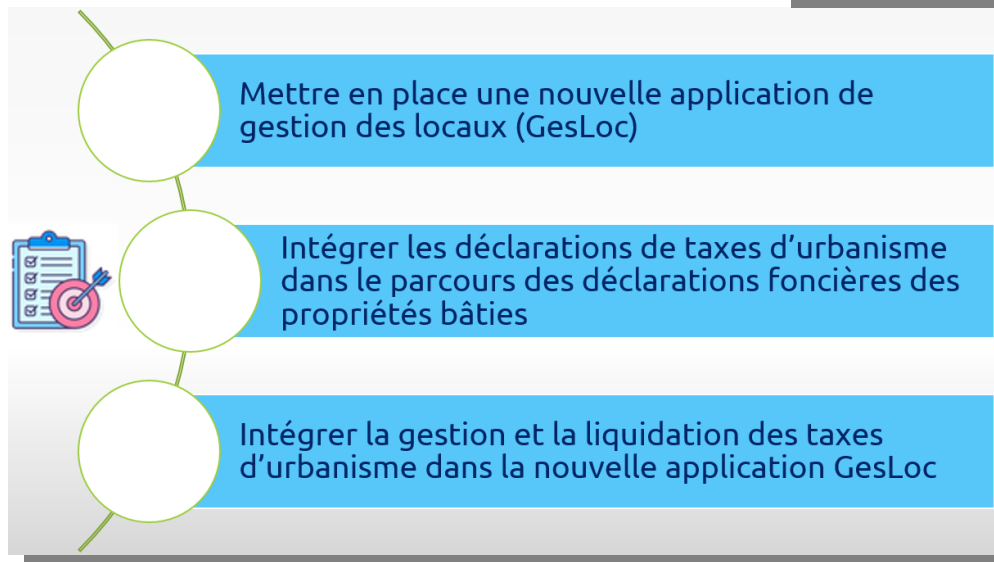 Mettre en place une nouvelle application de
gestion des locaux (GesLoc)
Intégrer les déclarations de taxes d’urbanisme
dans le parcours des déclarations foncières des
propriétés bâties
Intégrer la gestion et la liquidation des taxes
d’urbanisme dans la nouvelle application GesLoc